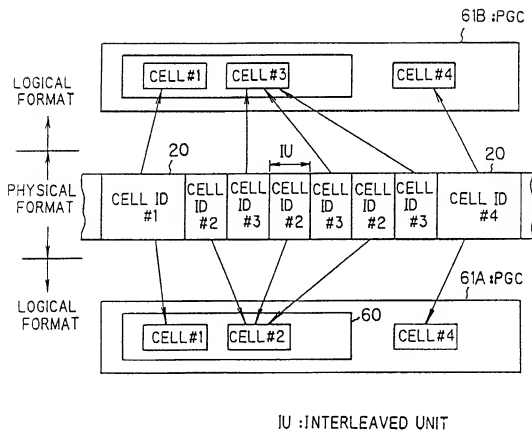 61B:PGC
CELL#1
CELL#3
CELL#4
LOGICAL
FORMAT
20
IU
20
PHYSICAL
FORMAT
CELL ID
#1
CELL
ID
#2
CELL
ID
#3
CELL
ID
#2
CELL
ID
#3
CELL
ID
#2
CELL
ID
#3
CELL ID
#4
LOGICAL
FORMAT
61A:PGC
60
CELL#1
CELL#2
CELL#4
IU :INTERLEAVED UNIT